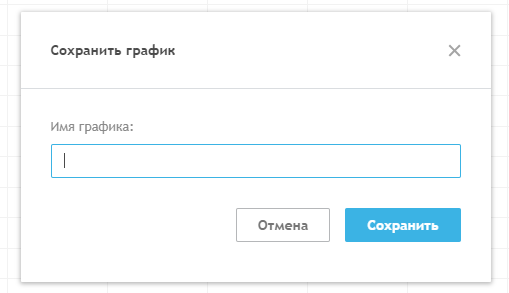 Сохранить график
Имя графика:
Отмена
Сохранить